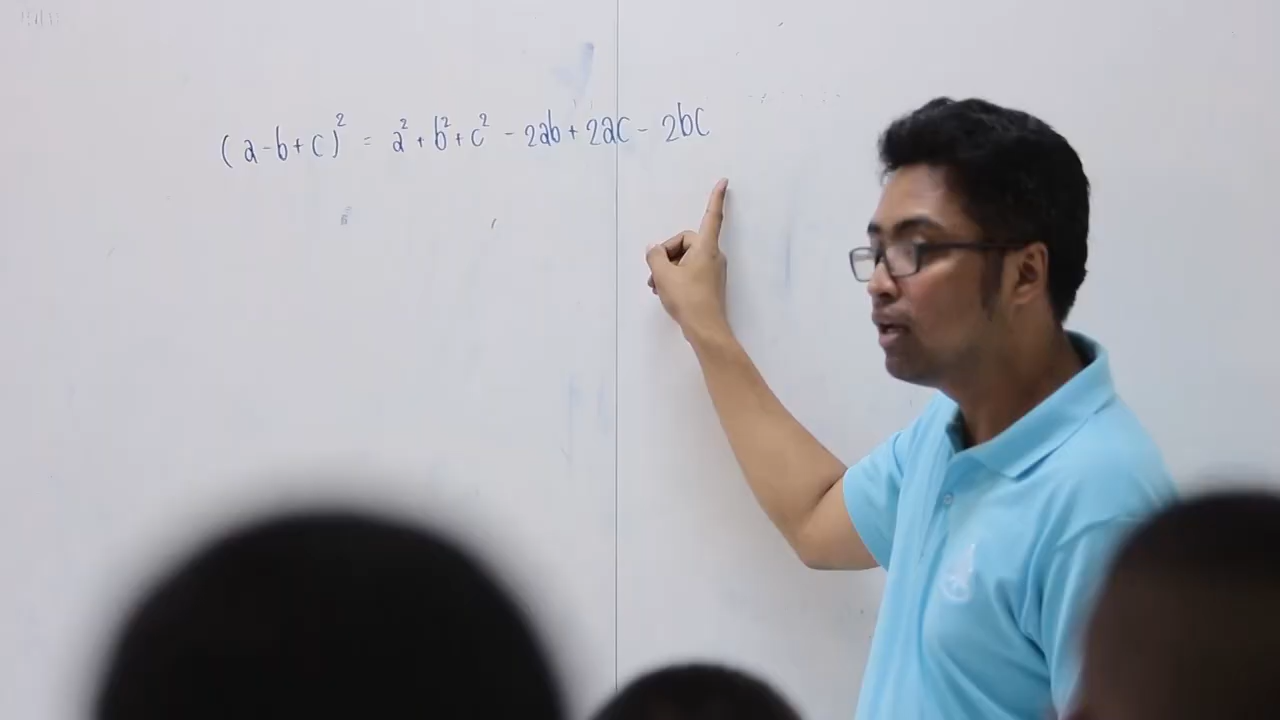 (a-b+c)² = a² + b² + c² - 2ab + 2ac - 2bc